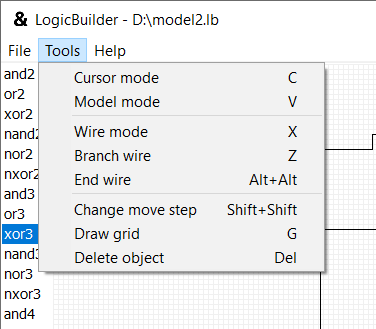 & LogicBuilder - D:\model2.lb
File Tools Help
and2
or2
xor2
nand2
nor2
nxor2
and3
or3
xor3
nand3
nor3
nxor3
and4
Cursor mode C
Model mode V
Wire mode X
Branch wire Z
End wire Alt+Alt
Change move step Shift+Shift
Draw grid G
Delete object Del